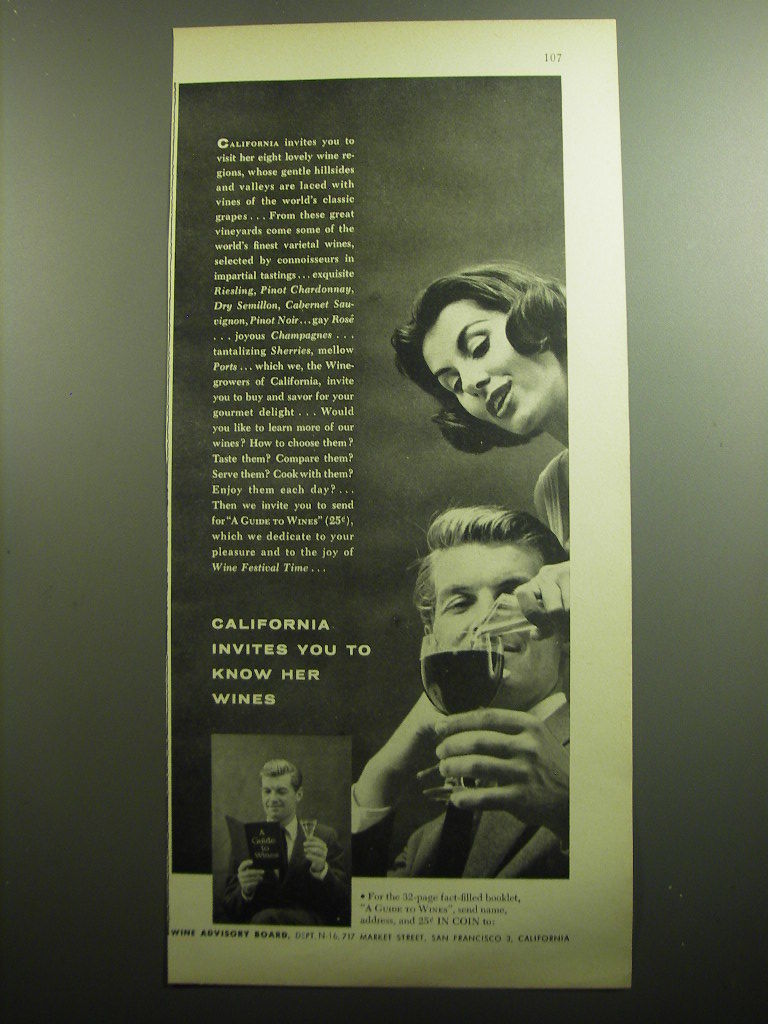 107
CALIFORNIA invites you to
visit her eight lovely wine re-
gions, whose gentle hillsides
and valleys are laced with
vines of the world's classic
grapes . . . From these great
vineyards come some of the
world's finest varietal wines,
selected by connoisseurs in
impartial tastings . . . exquisite
Riesling, Pinot Chardonnay,
Dry Semillon, Cabernet Sau-
vignon, Pinot Noir . . . gay Rosé
. . . joyous Champagnes . . .
tantalizing Sherries, mellow
Ports . . . which we, the Wine-
growers of California, invite
you to buy and savor for your
gourmet delight . . . Would
you like to learn more of our
wines? How to choose them?
Taste them? Compare them?
Serve them? Cook with them?
Enjoy them each day? . . .
Then we invite you to send
for "A GUIDE TO WINES" (25¢),
which we dedicate to your
pleasure and to the joy of
Wine Festival Time . . .
CALIFORNIA
INVITES YOU TO
KNOW HER
WINES
A
Guide
to
Wines
• For the 32-page fact-filled booklet,
"A GUIDE TO WINES", send name,
address, and 25¢ IN COIN to:
WINE ADVISORY BOARD, DEPT. N-16, 717 MARKET STREET, SAN FRANCISCO 3, CALIFORNIA